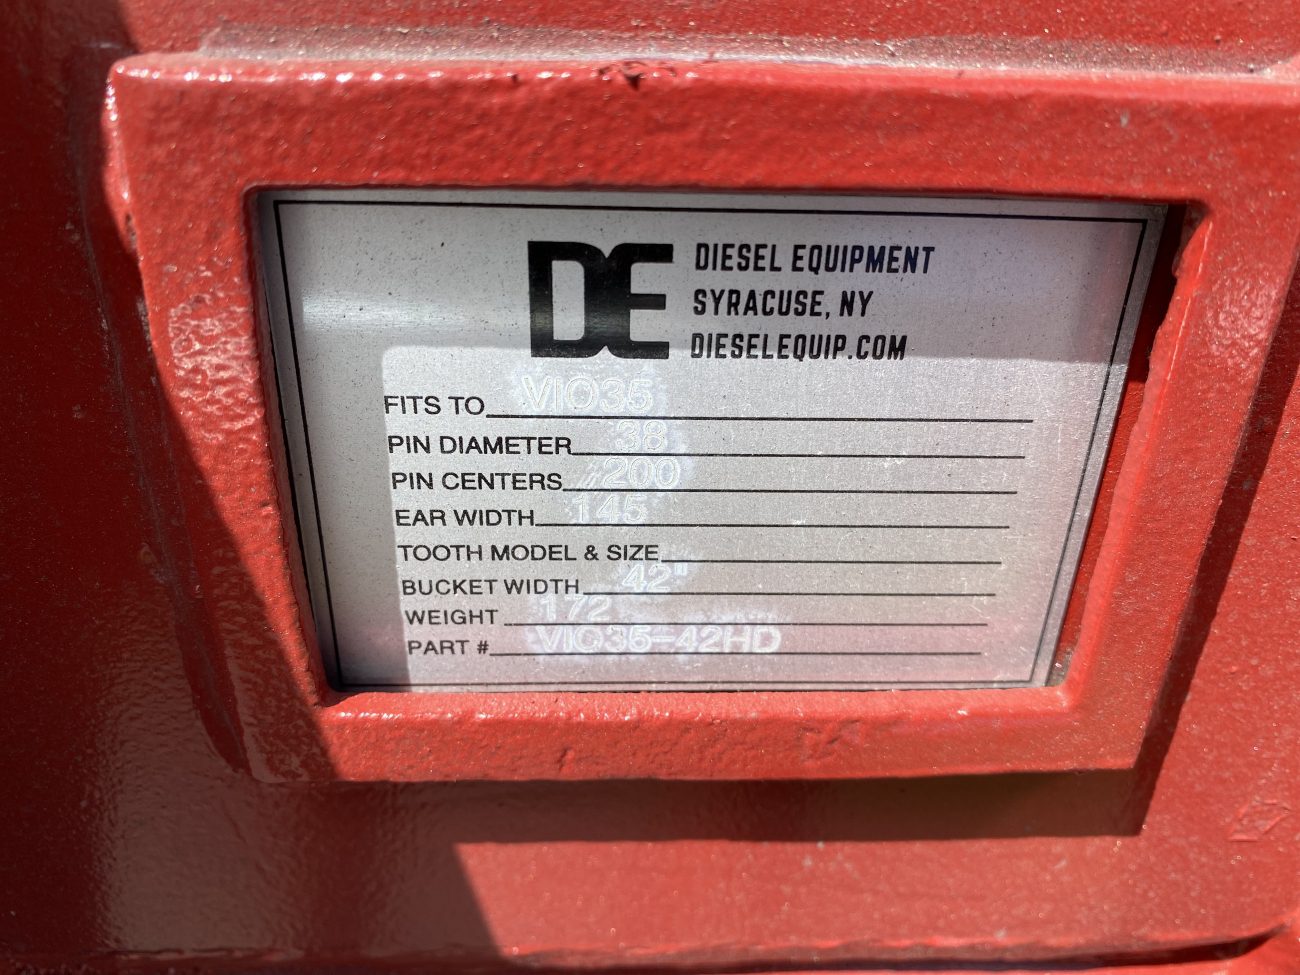 DE
DIESEL EQUIPMENT
SYRACUSE, NY
DIESELEQUIP.COM
FITS TO VIO35
PIN DIAMETER 38
PIN CENTERS 200
EAR WIDTH 145
TOOTH MODEL & SIZE
BUCKET WIDTH 42"
WEIGHT 172
PART # VIO35-42HD